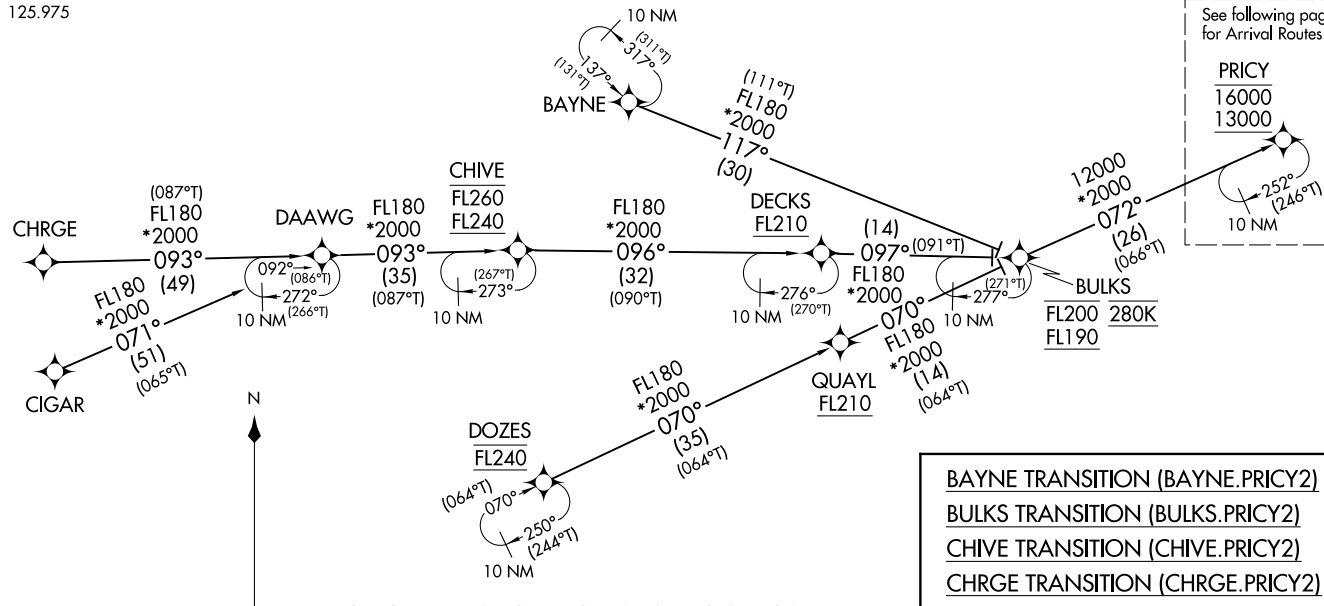 125.975
10 NM
(311°T)
317°
137°
(131°T)
BAYNE
(111°T)
FL180
*2000
117°
(30)
See following pag
for Arrival Routes
PRICY
16000
13000
12000
*2000
072°
(26)
(066°T)
252°
(246°T)
10 NM
CHRGE
(087°T)
FL180
*2000
093°
(49)
DAAWG
092°
(086°T)
272°
(266°T)
10 NM
FL180
*2000
093°
(35)
(087°T)
CHIVE
FL260
FL240
(267°T)
273°
10 NM
FL180
*2000
096°
(32)
(090°T)
DECKS
FL210
276°
(270°T)
10 NM
(14)
097°
(091°T)
FL180
*2000
(271°T)
277°
10 NM
BULKS
FL200 280K
FL190
FL180
*2000
071°
(51)
(065°T)
CIGAR
N
070°
FL180
*2000
(14)
(064°T)
QUAYL
FL210
FL180
*2000
070°
(35)
(064°T)
DOZES
FL240
(064°T)
070°
250°
(244°T)
10 NM
BAYNE TRANSITION (BAYNE.PRICY2)
BULKS TRANSITION (BULKS.PRICY2)
CHIVE TRANSITION (CHIVE.PRICY2)
CHRGE TRANSITION (CHRGE.PRICY2)